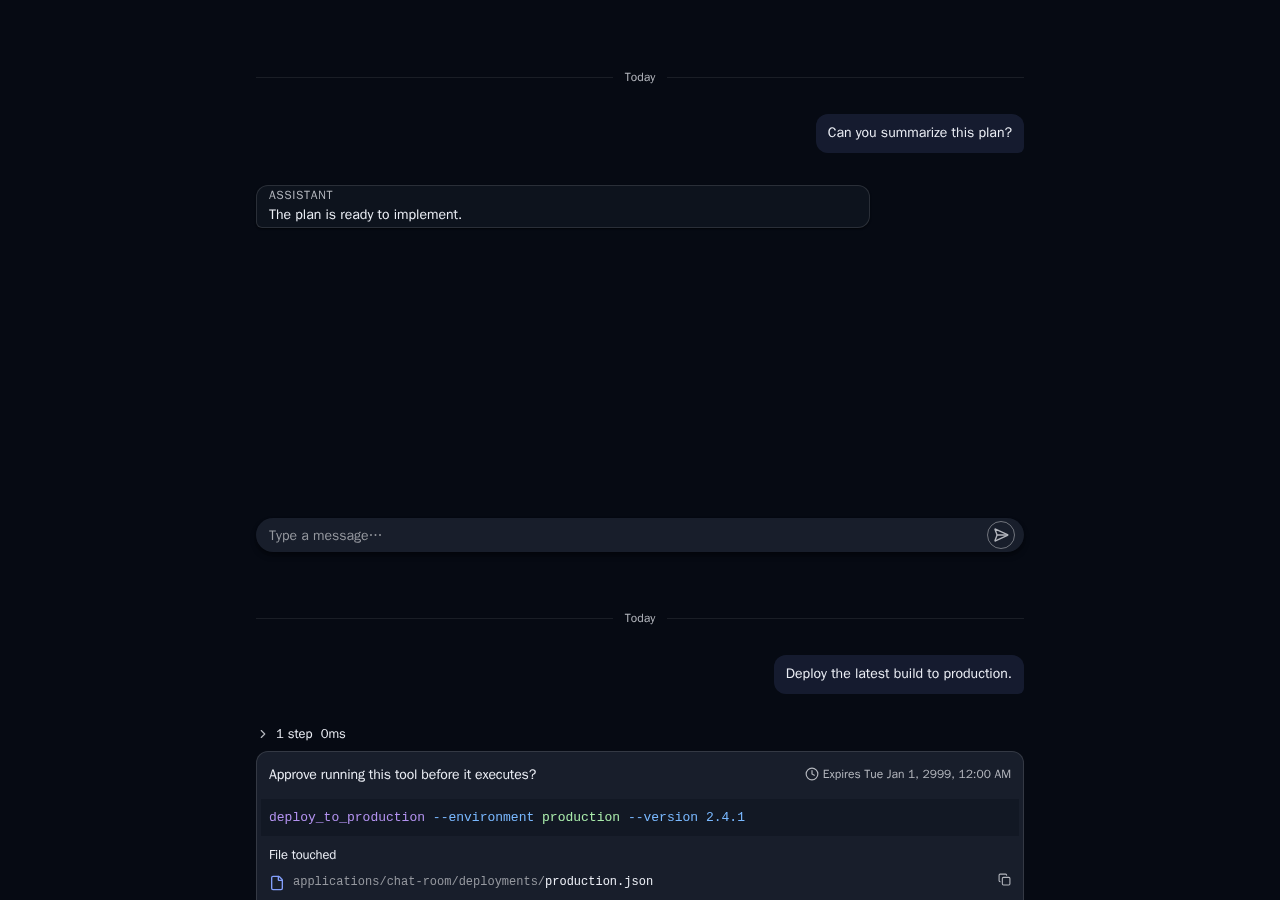 Today
Can you summarize this plan?
ASSISTANT
The plan is ready to implement.
Type a message···
Today
Deploy the latest build to production.
1 step 0ms
Approve running this tool before it executes?
Expires Tue Jan 1, 2999, 12:00 AM
deploy_to_production --environment production --version 2.4.1
File touched
applications/chat-room/deployments/production.json